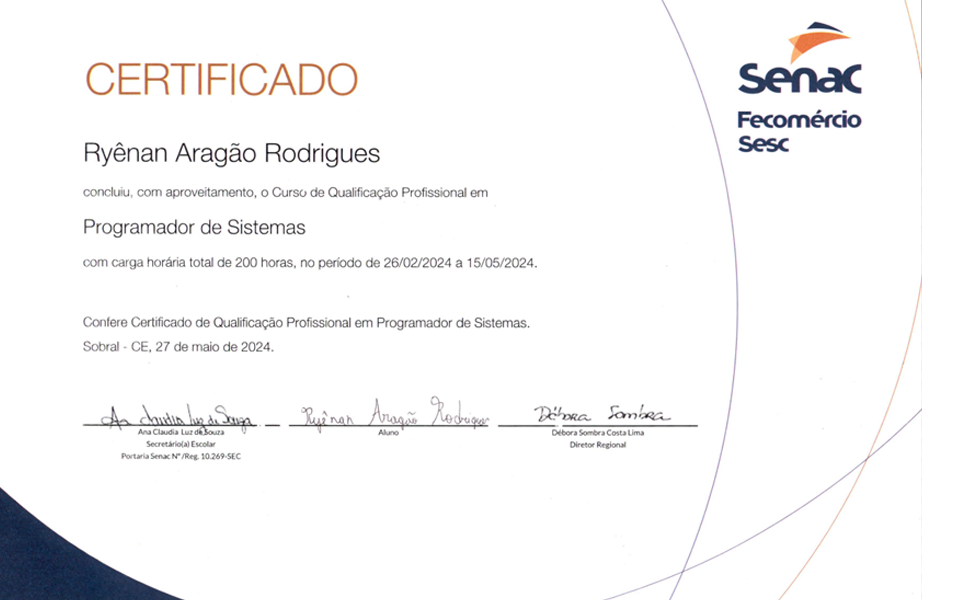 CERTIFICADO
Senac
Fecomércio
Sesc
Ryênan Aragão Rodrigues
concluiu, com aproveitamento, o Curso de Qualificação Profissional em
Programador de Sistemas
com carga horária total de 200 horas, no período de 26/02/2024 a 15/05/2024.
Confere Certificado de Qualificação Profissional em Programador de Sistemas.
Sobral - CE, 27 de maio de 2024.
Ana Claudia Luz de Souza Ryênan Aragão Rodrigues Débora Sombra
Ana Claudia Luz de Souza Aluno Débora Sombra Costa Lima
Secretário(a) Escolar Diretor Regional
Portaria Senac Nº /Reg. 10.269-SEC